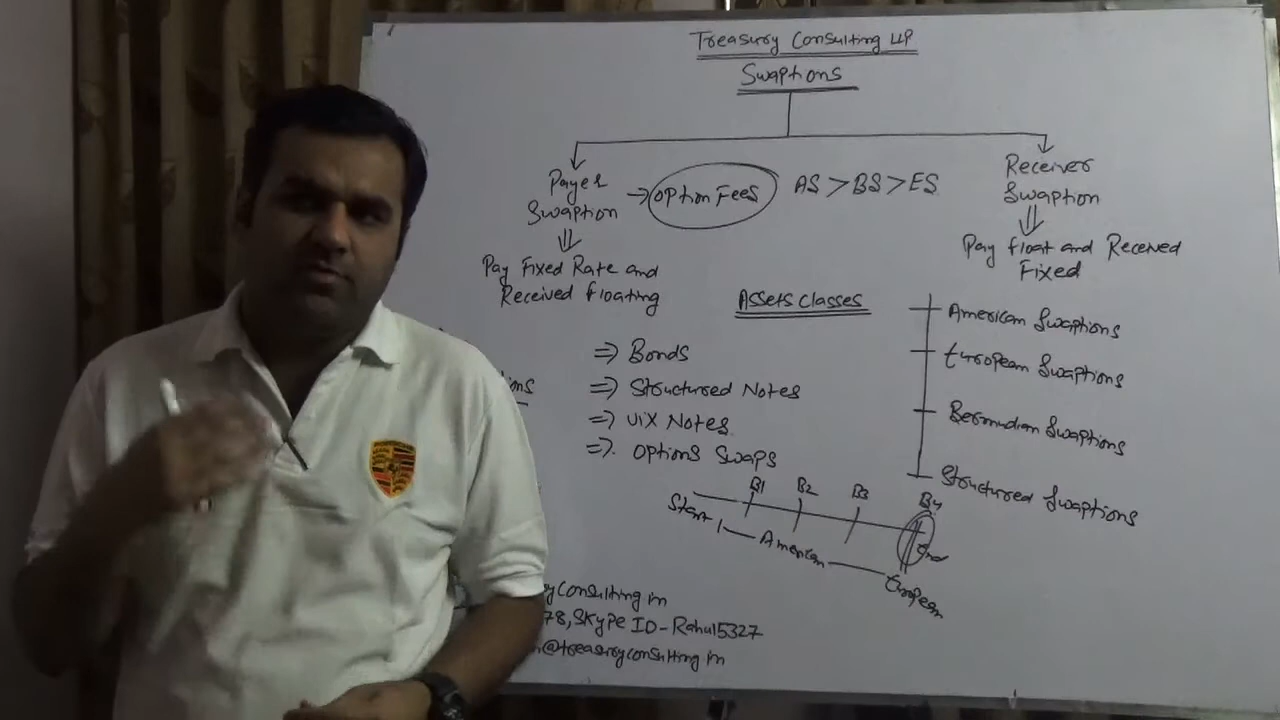 Treasury Consulting LLP
Swaptions
Payer
Swaption
→ Option Fees
AS > BS > ES
Receiver
Swaption
Pay Fixed Rate and
Received floating
Pay float and Received
Fixed
Assets classes
⇒ Bonds
⇒ Structured Notes
⇒ VIX Notes
⇒ Options Swaps
American Swaptions
European Swaptions
Bermudian Swaptions
Structured Swaptions
B1 B2 B3 B4
Start
End
American
European
yconsulting.in
78, Skype ID - Rahul5327
@treasuryconsulting.in